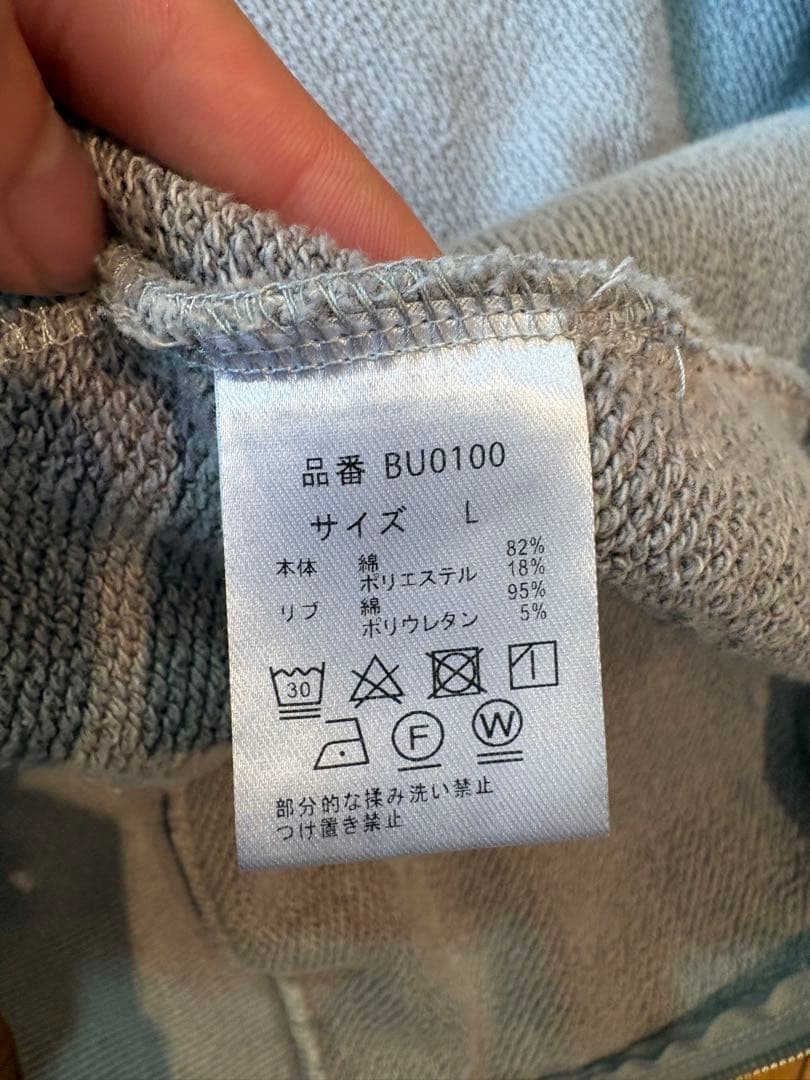 品番 BU0100
サイズ L
本体 綿 82%
ポリエステル 18%
リブ 綿 95%
ポリウレタン 5%
30
F W
部分的な揉み洗い禁止
つけ置き禁止